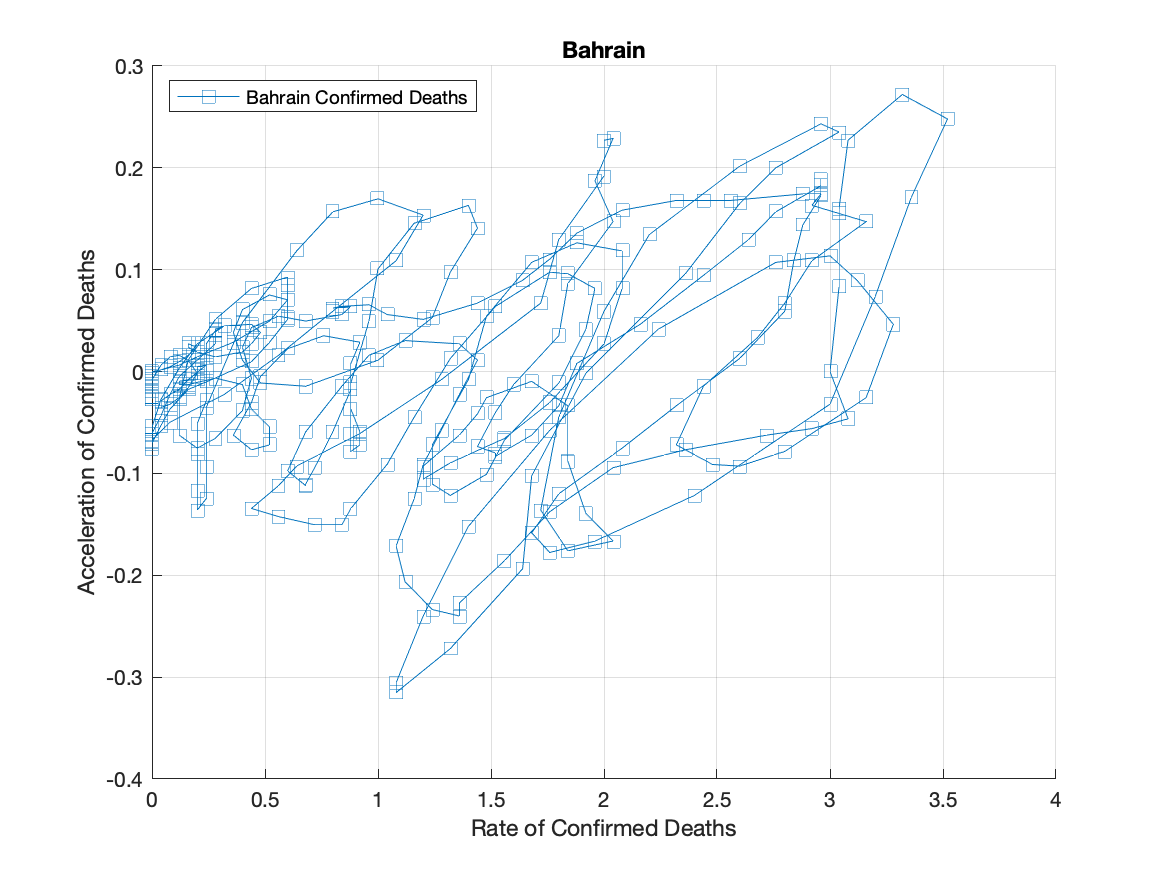 Bahrain
Bahrain Confirmed Deaths
0.3
0.2
0.1
0
-0.1
-0.2
-0.3
-0.4
Acceleration of Confirmed Deaths
0 0.5 1 1.5 2 2.5 3 3.5 4
Rate of Confirmed Deaths